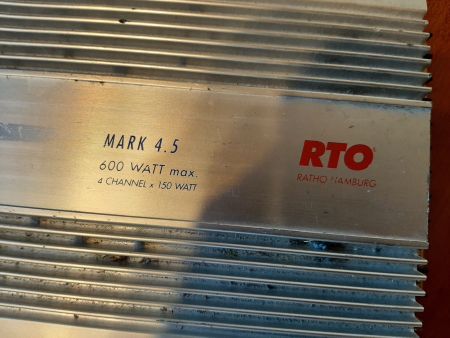 MARK 4.5
600 WATT max.
4 CHANNEL x 150 WATT
RTO
RATHO HAMBURG